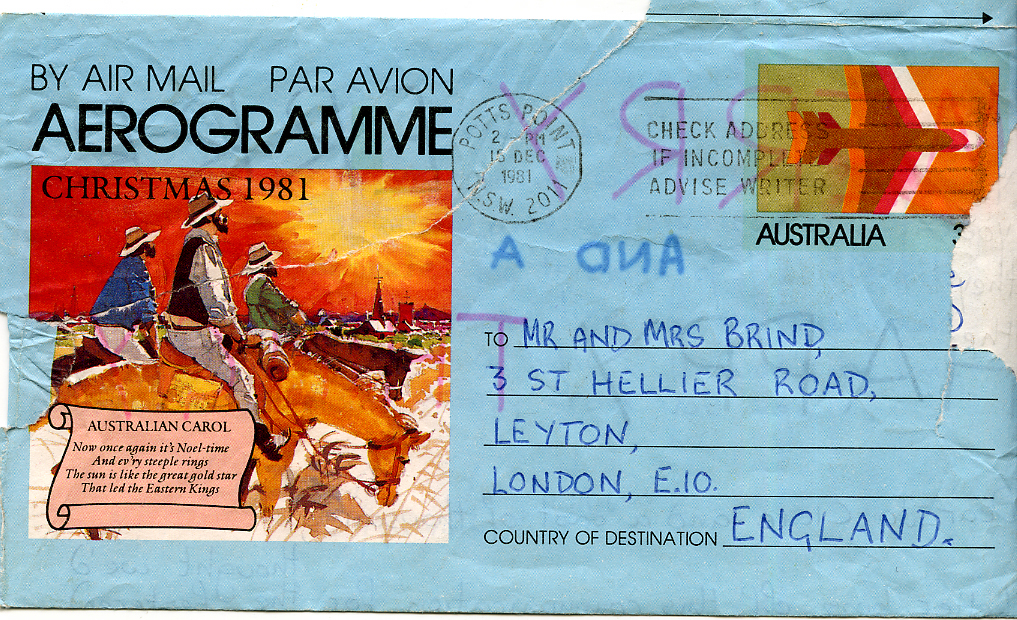 BY AIR MAIL PAR AVION
AEROGRAMME
CHRISTMAS 1981
POTTS POINT
2 - PM
15 DEC
1981
N.S.W. 2011
CHECK ADDRESS
IF INCOMPLETE
ADVISE WRITER
AUSTRALIA 3
AND A
TO MR AND MRS BRIND,
3 ST HELLIER ROAD,
LEYTON,
LONDON, E.10.
COUNTRY OF DESTINATION ENGLAND.
AUSTRALIAN CAROL
Now once again it's Noel-time
And ev'ry steeple rings
The sun is like the great gold star
That led the Eastern Kings